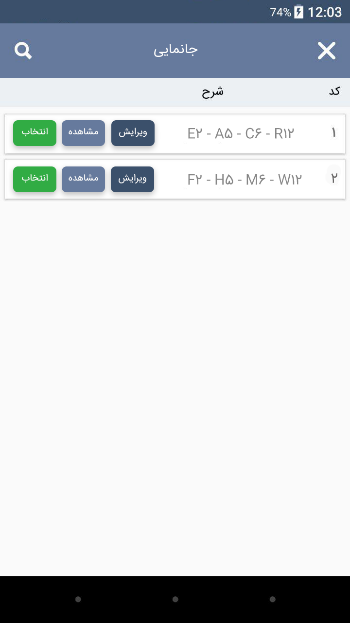 74% 12:03
جانمایی
کد شرح
۱ E۲ - A۵ - C۶ - R۱۲ ویرایش مشاهده انتخاب
۲ F۲ - H۵ - M۶ - W۱۲ ویرایش مشاهده انتخاب